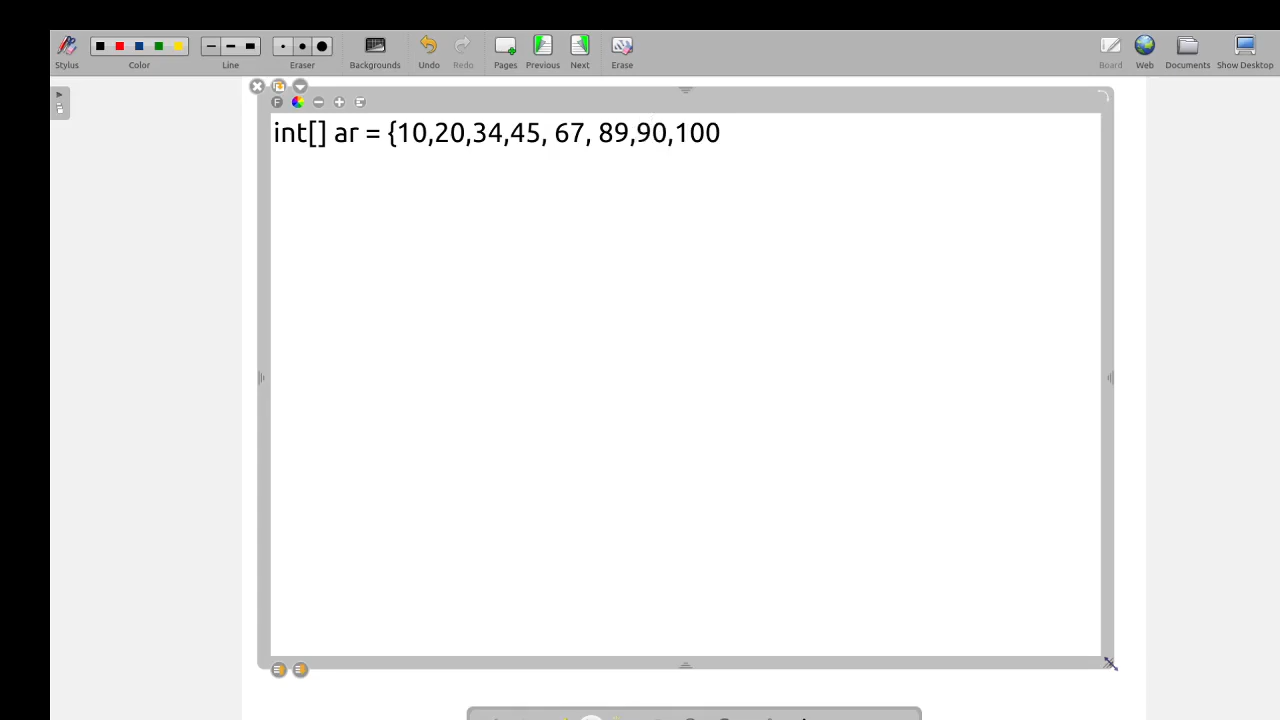 Stylus Color Line Eraser Backgrounds Undo Redo Pages Previous Next Erase Board Web Documents Show Desktop
F
int[] ar = {10,20,34,45, 67, 89,90,100